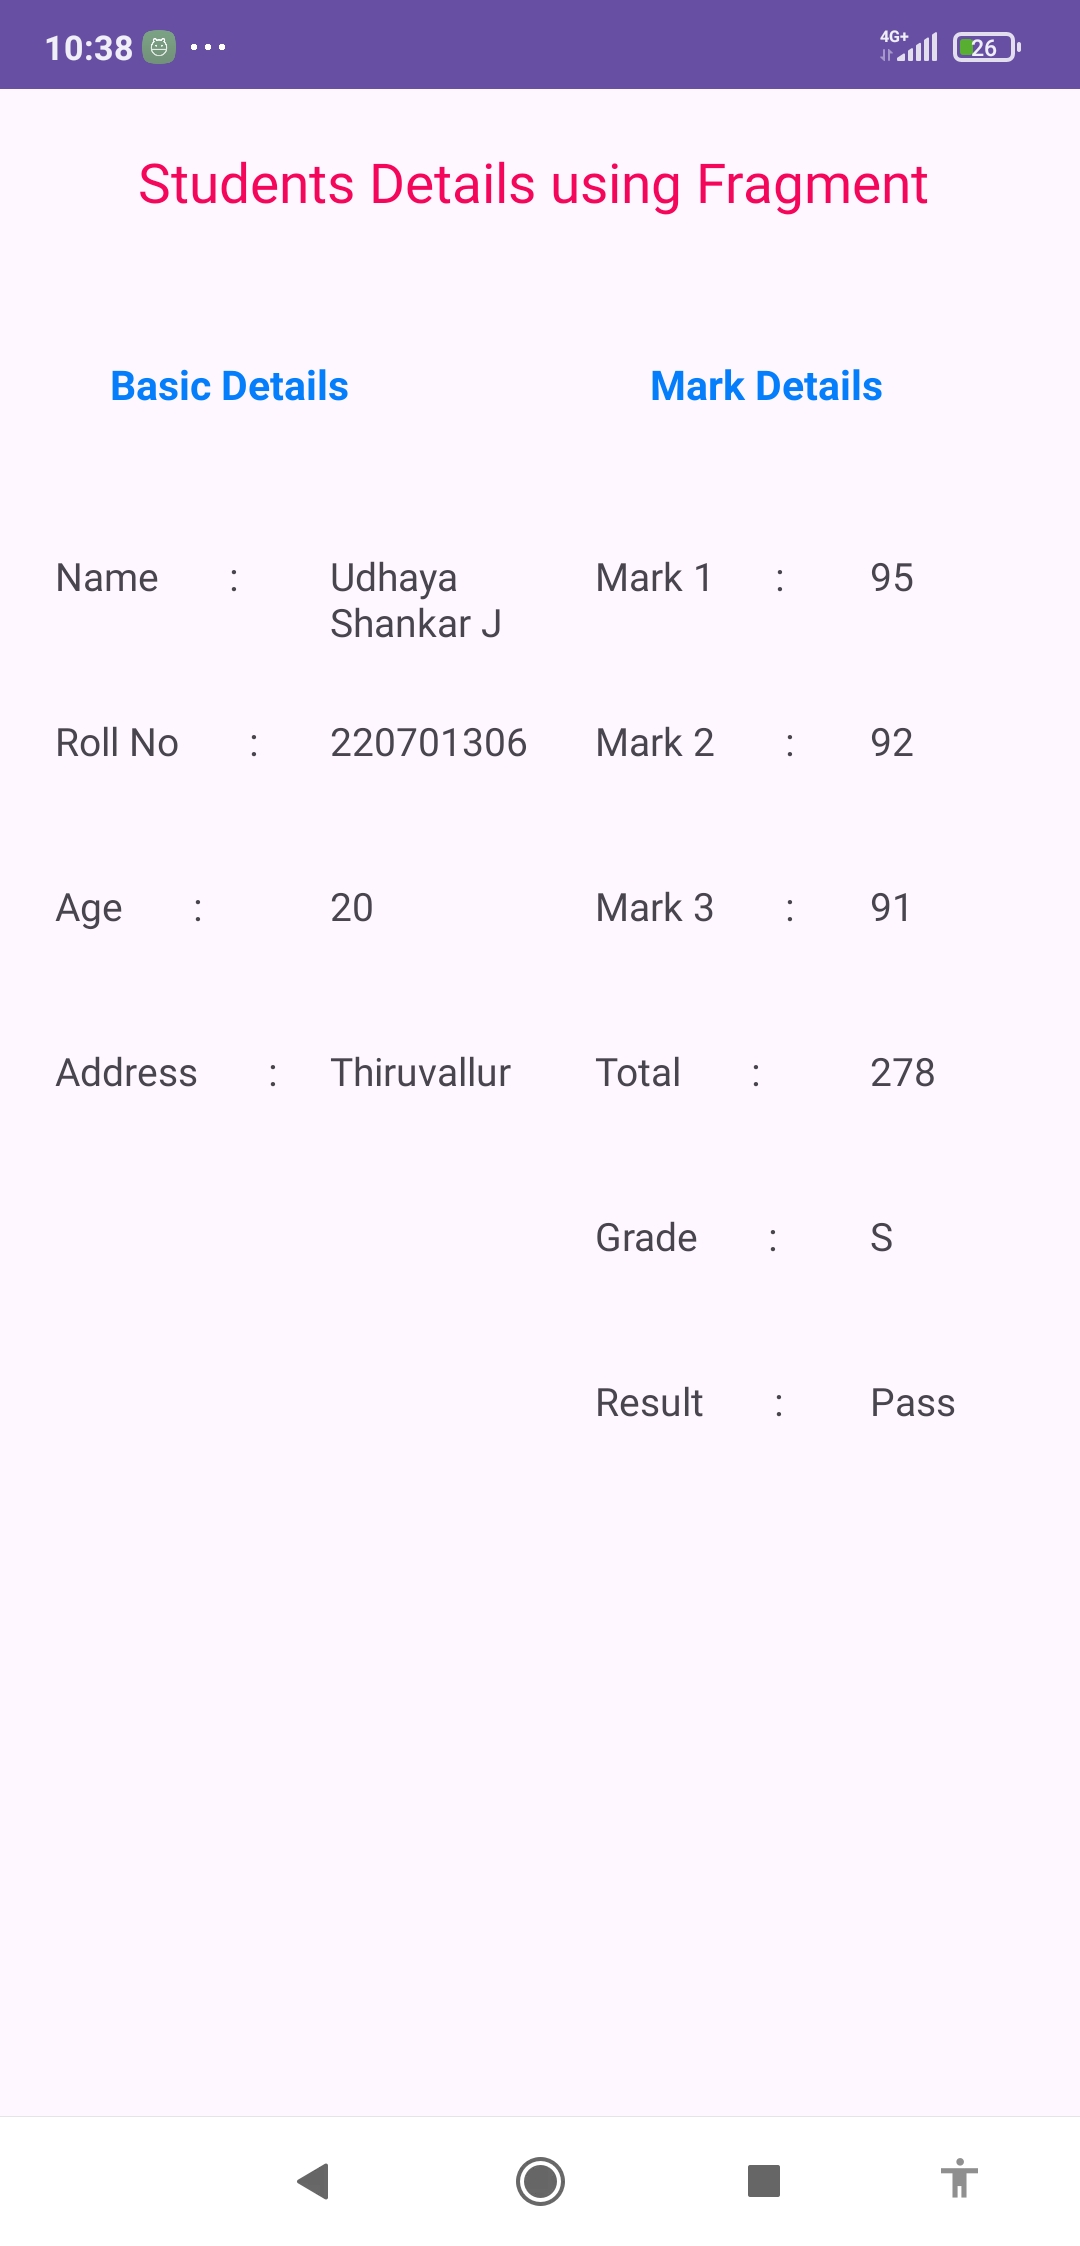 10:38
4G+
26
Students Details using Fragment
Basic Details
Name : Udhaya
Shankar J
Roll No : 220701306
Age : 20
Address : Thiruvallur
Mark Details
Mark 1 : 95
Mark 2 : 92
Mark 3 : 91
Total : 278
Grade : S
Result : Pass